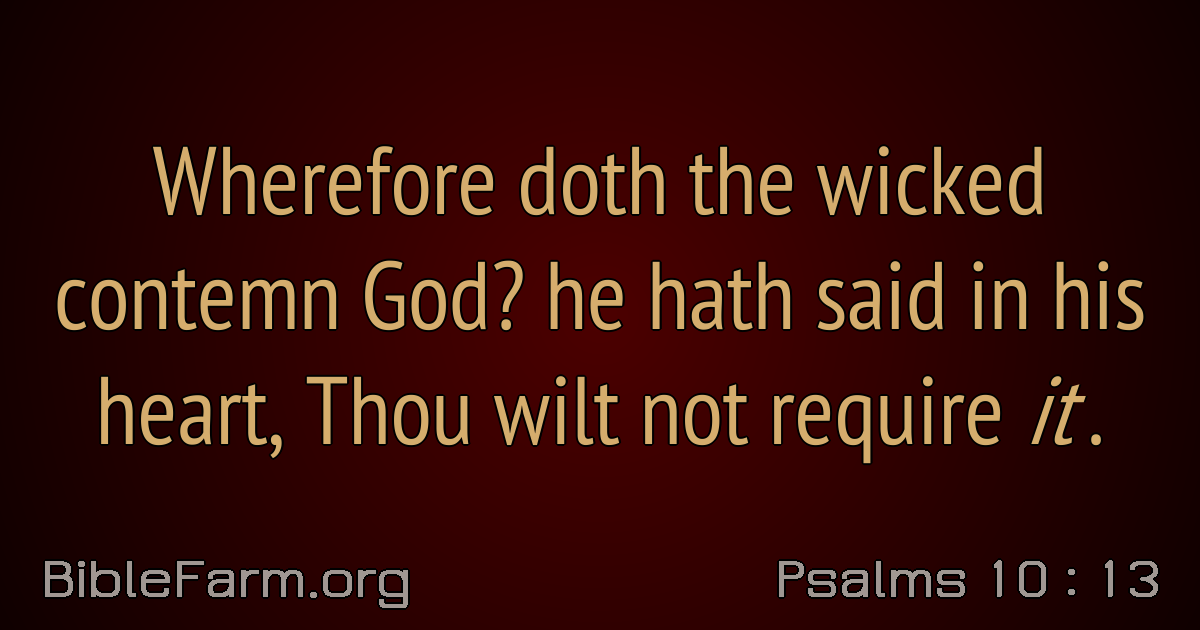 Wherefore doth the wicked
contemn God? he hath said in his
heart, Thou wilt not require it.
BibleFarm.org
Psalms 10 : 13